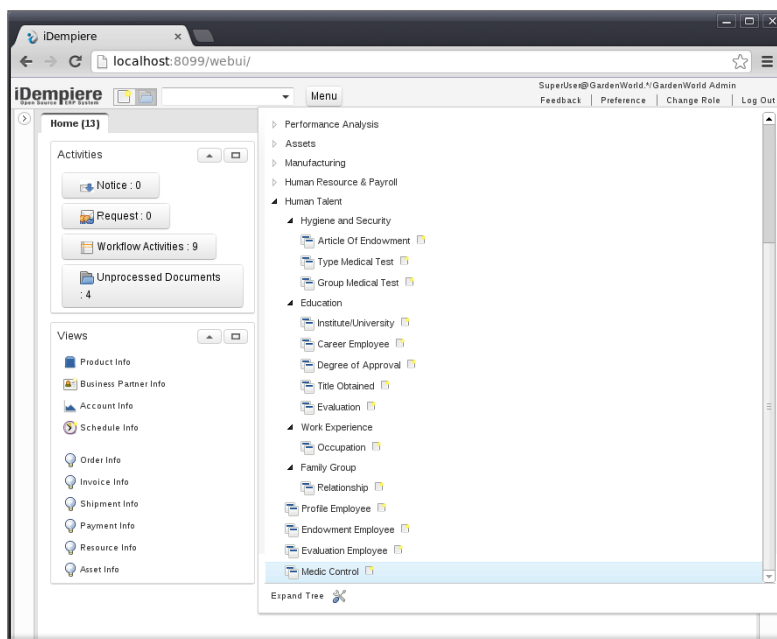 iDempiere
localhost:8099/webui/
iDempiere
Open Source ERP System
Menu
SuperUser@GardenWorld.*/GardenWorld Admin
Feedback | Preference | Change Role | Log Out
Home (13)
Activities
Notice : 0
Request : 0
Workflow Activities : 9
Unprocessed Documents
: 4
Views
Product Info
Business Partner Info
Account Info
Schedule Info
Order Info
Invoice Info
Shipment Info
Payment Info
Resource Info
Asset Info
Performance Analysis
Assets
Manufacturing
Human Resource & Payroll
Human Talent
Hygiene and Security
Article Of Endowment
Type Medical Test
Group Medical Test
Education
Institute/University
Career Employee
Degree of Approval
Title Obtained
Evaluation
Work Experience
Occupation
Family Group
Relationship
Profile Employee
Endowment Employee
Evaluation Employee
Medic Control
Expand Tree